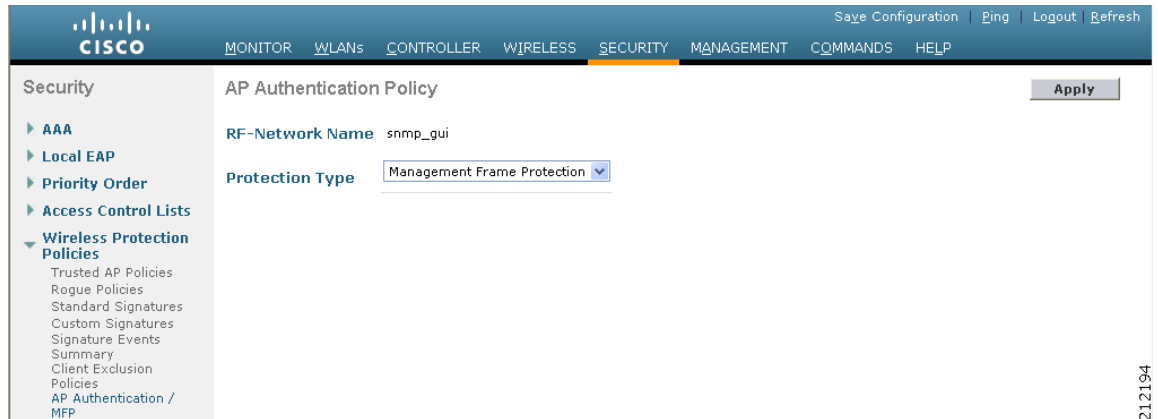 Save Configuration | Ping | Logout | Refresh
CISCO
MONITOR WLANs CONTROLLER WIRELESS SECURITY MANAGEMENT COMMANDS HELP
Security
AAA
Local EAP
Priority Order
Access Control Lists
Wireless Protection
Policies
Trusted AP Policies
Rogue Policies
Standard Signatures
Custom Signatures
Signature Events
Summary
Client Exclusion
Policies
AP Authentication /
MFP
AP Authentication Policy
Apply
RF-Network Name snmp_gui
Protection Type Management Frame Protection
212194